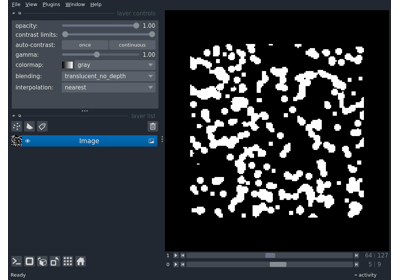 File View Plugins Window Help
layer controls
opacity: 1.00
contrast limits:
auto-contrast: once continuous
gamma: 1.00
colormap: gray
blending: translucent_no_depth
interpolation: nearest
layer list
Image
1 64 127
0 5 9
Ready activity